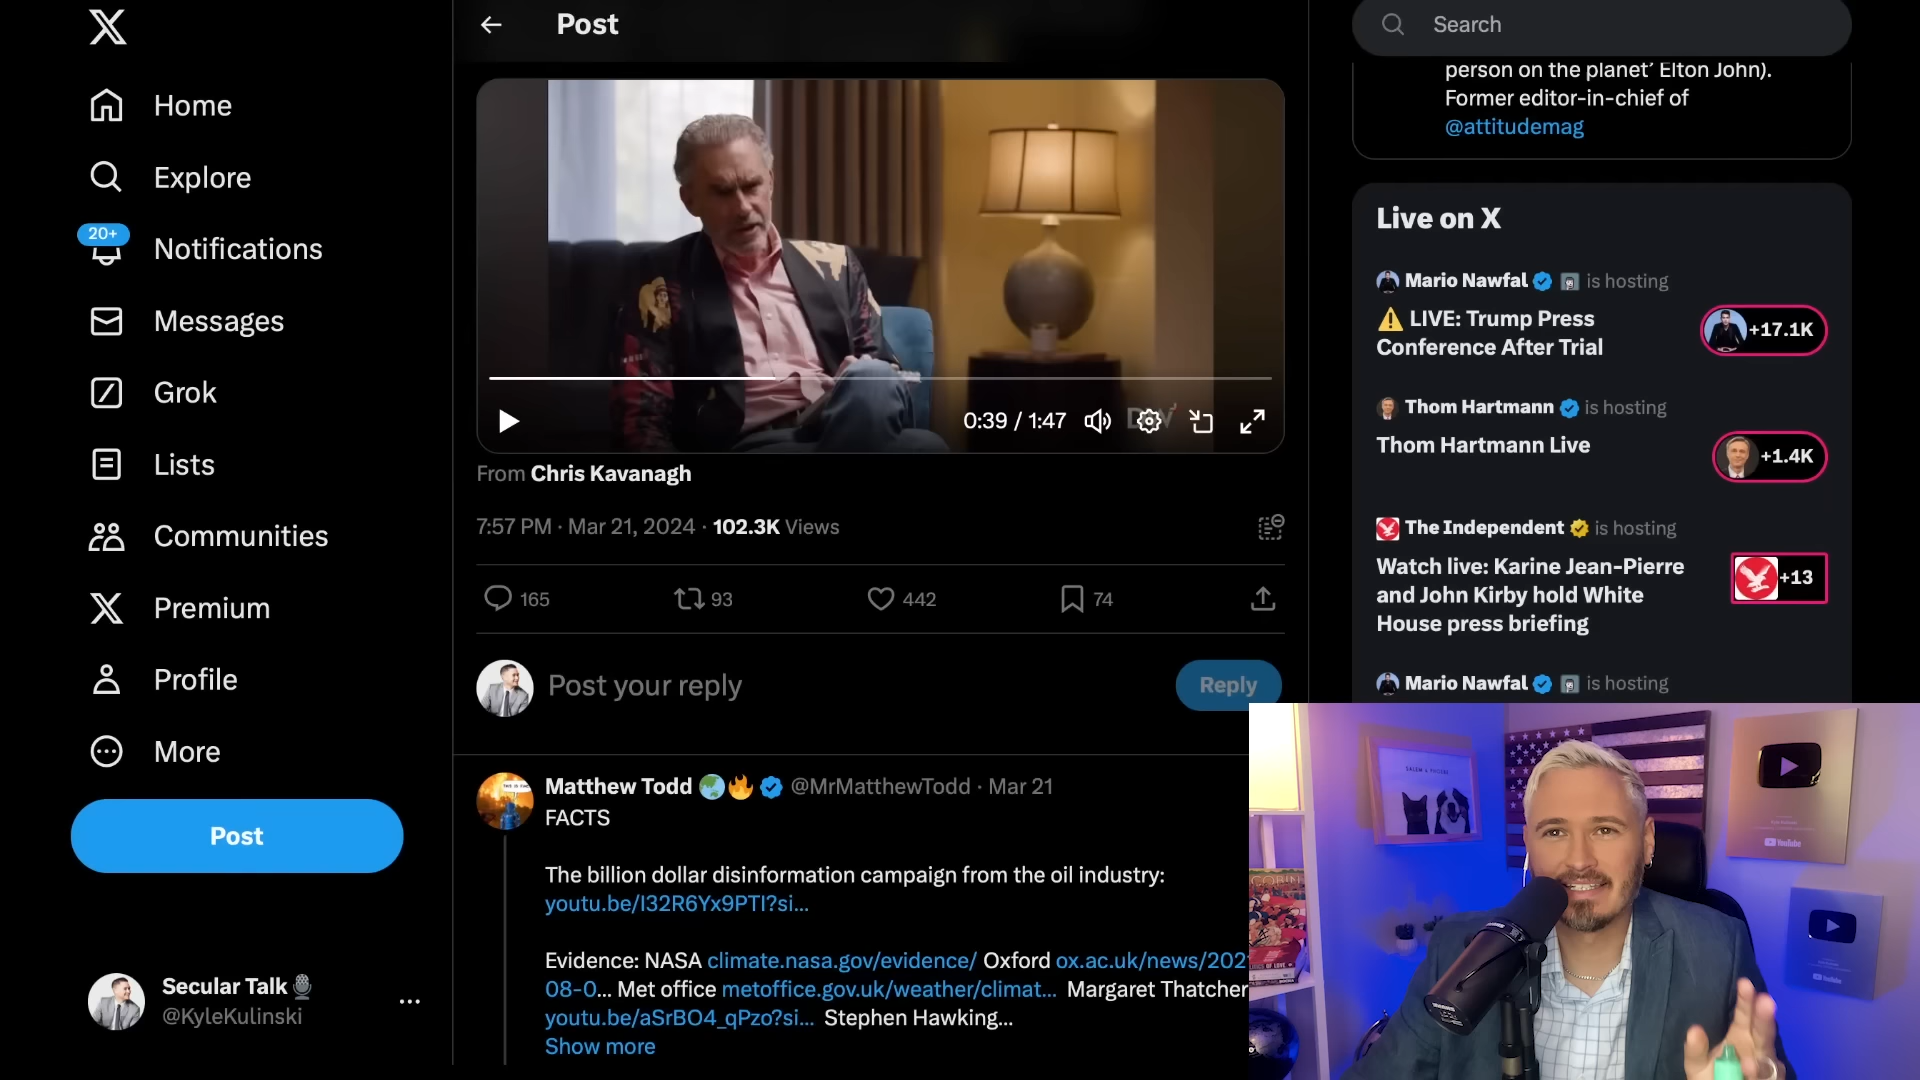 Home
Explore
20+
Notifications
Messages
Grok
Lists
Communities
Premium
Profile
More
Post
Secular Talk
@KyleKulinski
Post
0:39 / 1:47
From Chris Kavanagh
7:57 PM · Mar 21, 2024 · 102.3K Views
165
93
442
74
Post your reply
Reply
Matthew Todd @MrMatthewTodd · Mar 21
FACTS
The billion dollar disinformation campaign from the oil industry:
youtu.be/I32R6Yx9PTI?si...
Evidence: NASA climate.nasa.gov/evidence/ Oxford ox.ac.uk/news/202
08-0... Met office metoffice.gov.uk/weather/climat... Margaret Thatcher
youtu.be/aSrBO4_qPzo?si... Stephen Hawking...
Show more
Search
person on the planet’ Elton John).
Former editor-in-chief of
@attitudemag
Live on X
Mario Nawfal is hosting
LIVE: Trump Press
Conference After Trial
+17.1K
Thom Hartmann is hosting
Thom Hartmann Live
+1.4K
The Independent is hosting
Watch live: Karine Jean-Pierre
and John Kirby hold White
House press briefing
+13
Mario Nawfal is hosting
YouTube
YouTube